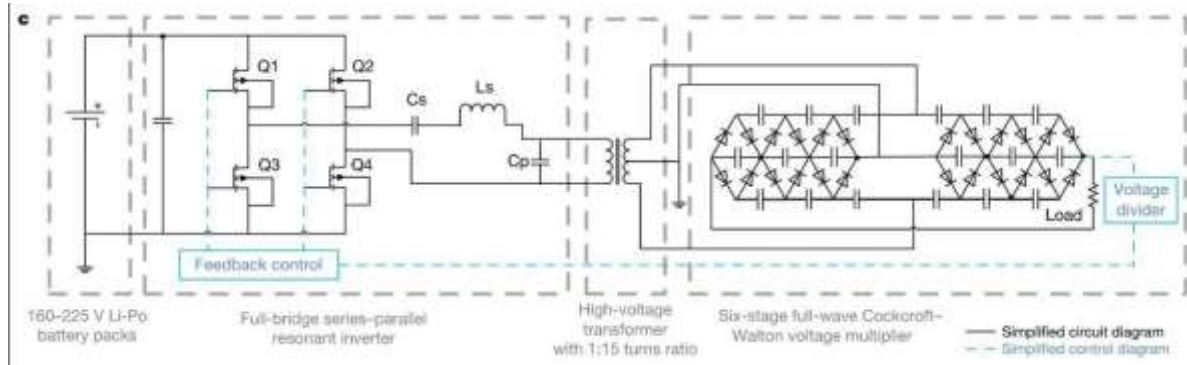 c
Q1
Q2
Cs
Ls
Q3
Q4
Cp
+
-
Load
Voltage
divider
Feedback control
160–225 V Li-Po
battery packs
Full-bridge series–parallel
resonant inverter
High-voltage
transformer
with 1:15 turns ratio
Six-stage full-wave Cockcroft–
Walton voltage multiplier
Simplified circuit diagram
Simplified control diagram